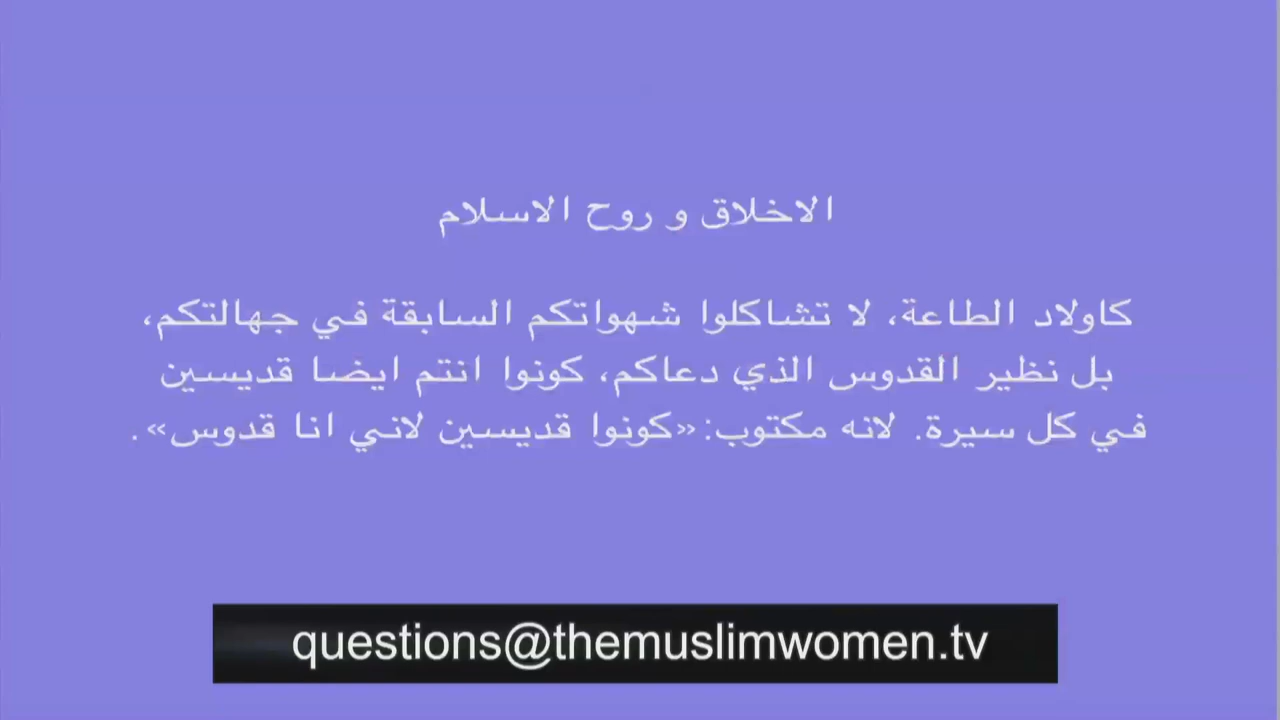 الاخلاق و روح الاسلام
كاولاد الطاعة، لا تشاكلوا شهواتكم السابقة في جهالتكم،
بل نظير القدوس الذي دعاكم، كونوا انتم ايضا قديسين
في كل سيرة. لانه مكتوب:«كونوا قديسين لاني انا قدوس».
questions@themuslimwomen.tv